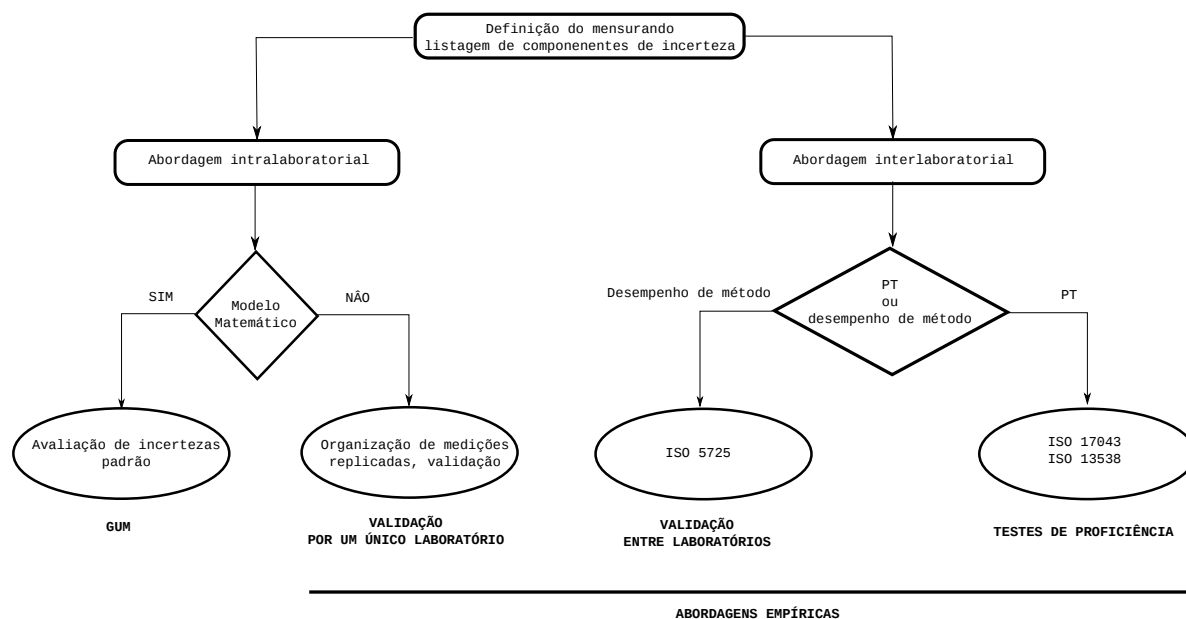 Definição do mensurando
listagem de componenentes de incerteza
Abordagem intralaboratorial
Abordagem interlaboratorial
SIM
Modelo
Matemático
NÂO
Desempenho de método
PT
ou
desempenho de método
PT
Avaliação de incertezas
padrão
Organização de medições
replicadas, validação
ISO 5725
ISO 17043
ISO 13538
GUM
VALIDAÇÃO
POR UM ÚNICO LABORATÓRIO
VALIDAÇÃO
ENTRE LABORATÓRIOS
TESTES DE PROFICIÊNCIA
ABORDAGENS EMPÍRICAS